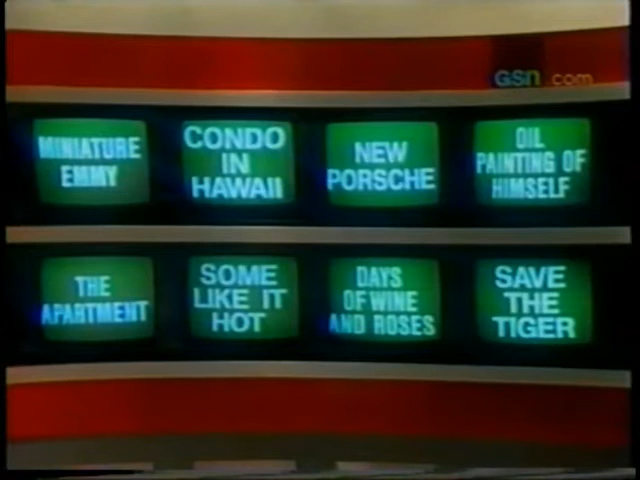 GSN.com
MINIATURE
EMMY
CONDO
IN
HAWAII
NEW
PORSCHE
OIL
PAINTING OF
HIMSELF
THE
APARTMENT
SOME
LIKE IT
HOT
DAYS
OF WINE
AND ROSES
SAVE
THE
TIGER